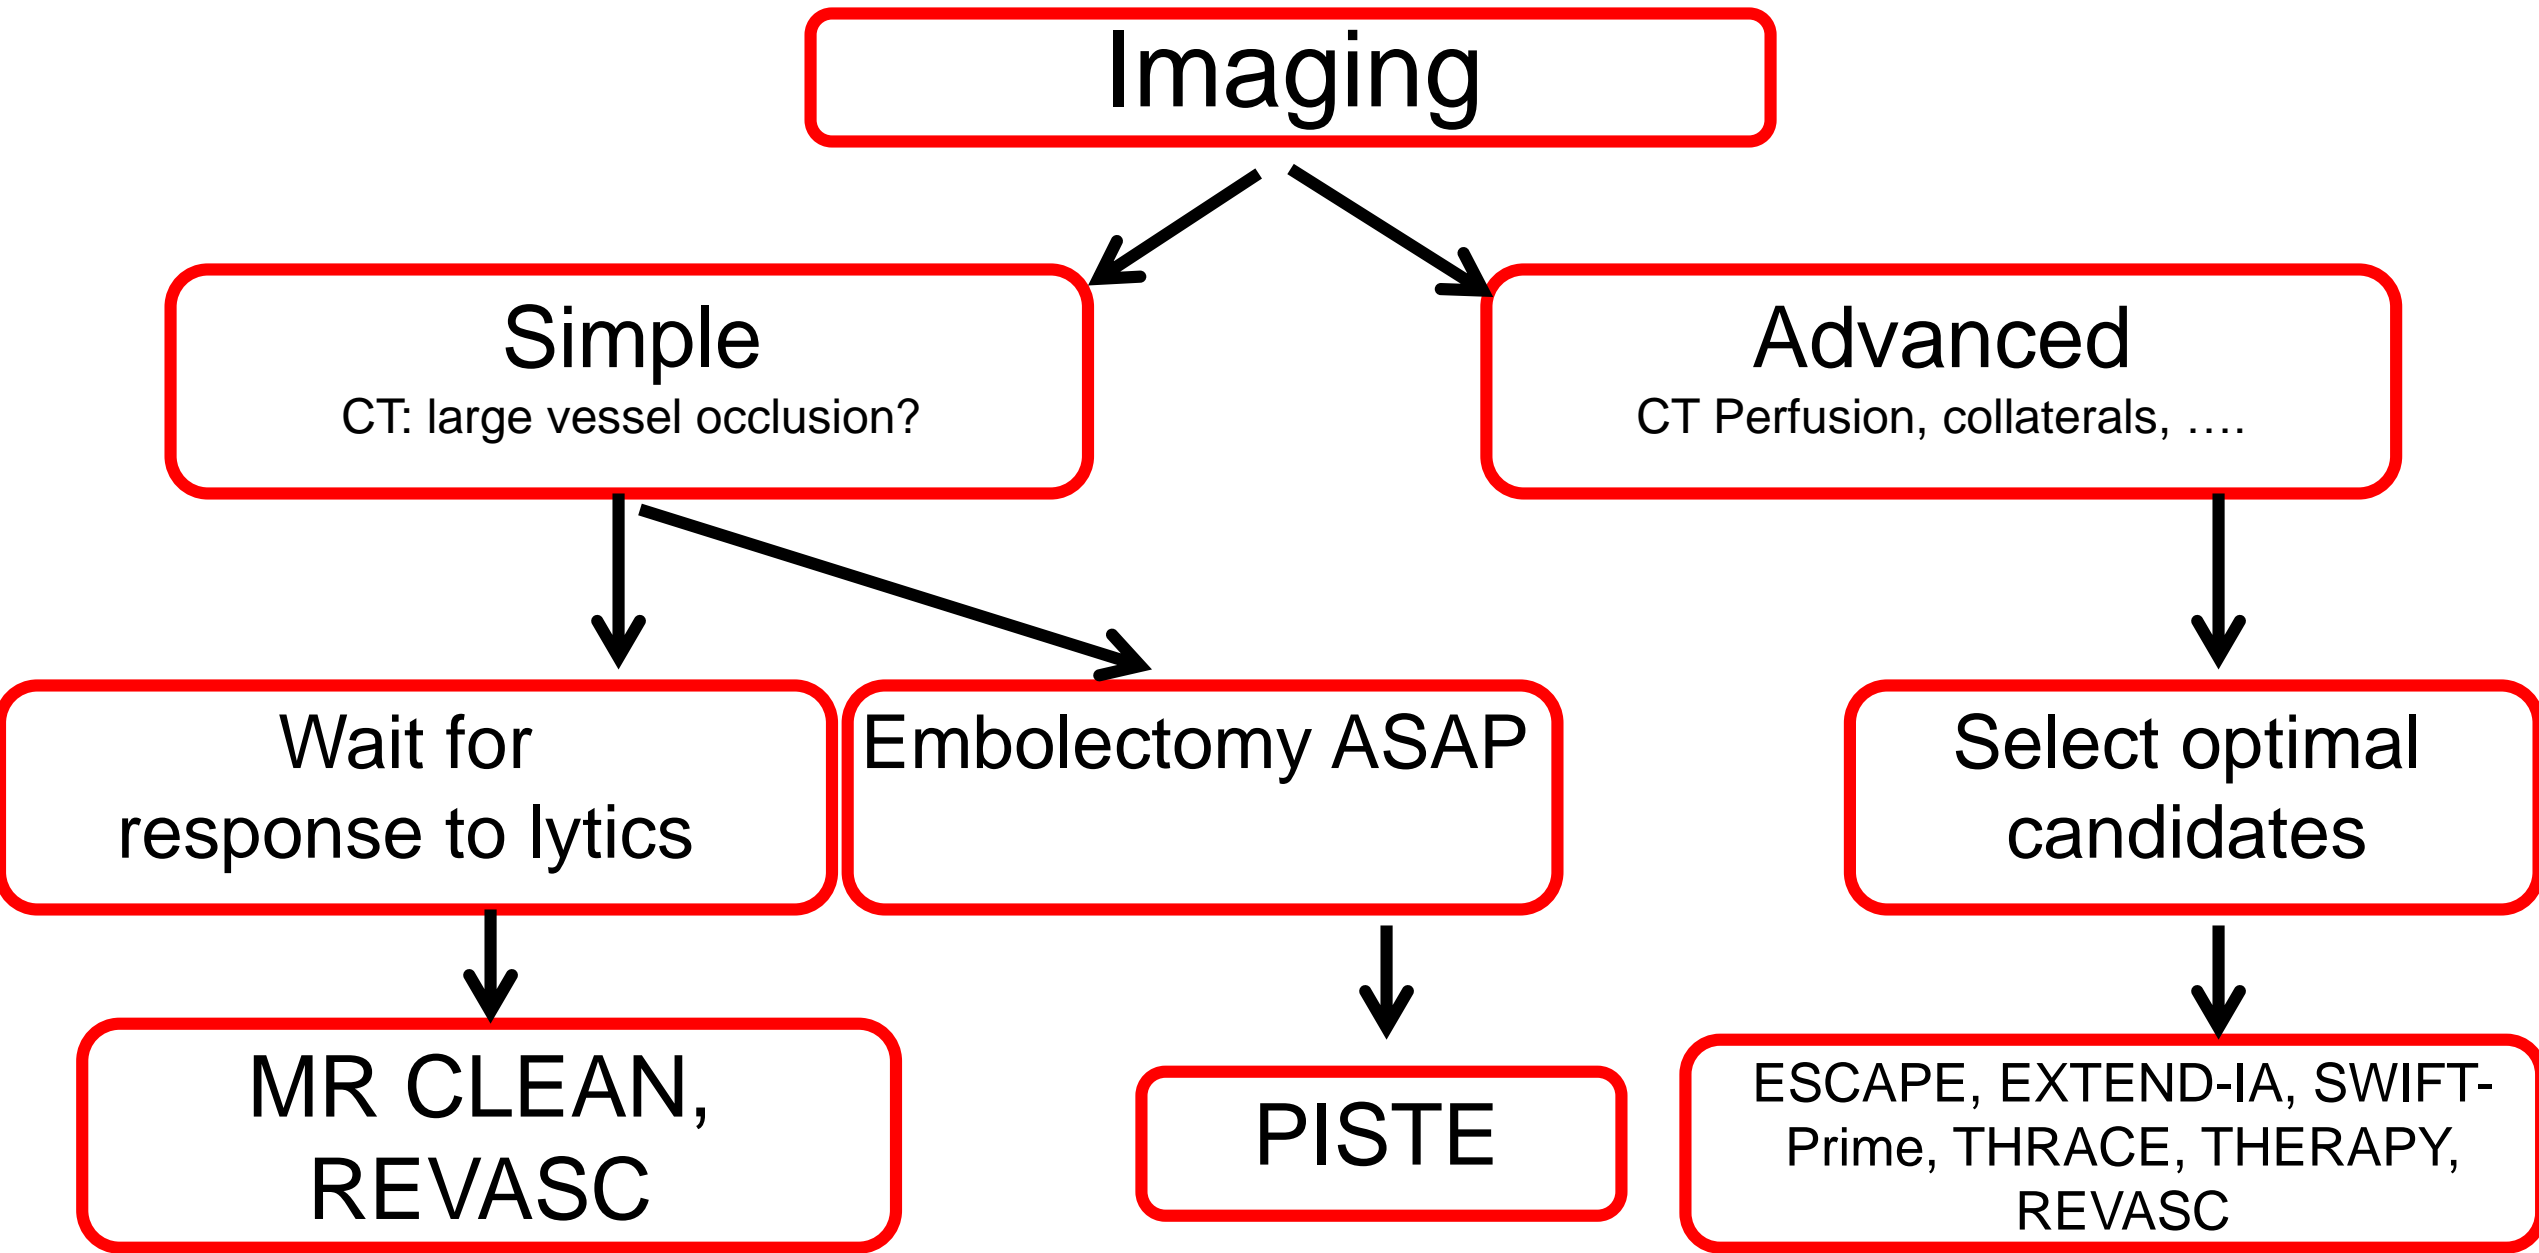 Imaging
Simple
CT: large vessel occlusion?
Advanced
CT Perfusion, collaterals, ....
Wait for
response to lytics
Embolectomy ASAP
Select optimal
candidates
MR CLEAN,
REVASC
PISTE
ESCAPE, EXTEND-IA, SWIFT-
Prime, THRACE, THERAPY,
REVASC